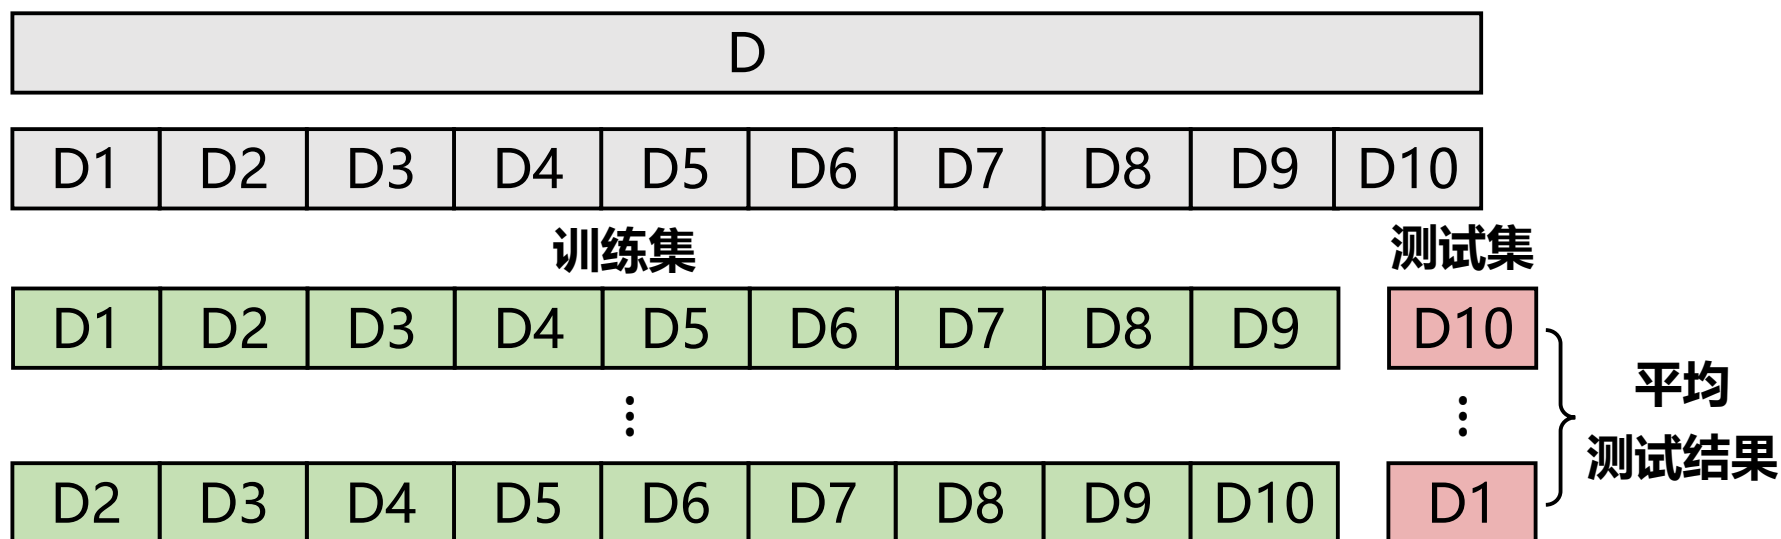 D
D1 D2 D3 D4 D5 D6 D7 D8 D9 D10
训练集 测试集
D1 D2 D3 D4 D5 D6 D7 D8 D9 D10
⋮ ⋮
平均
测试结果
D2 D3 D4 D5 D6 D7 D8 D9 D10 D1